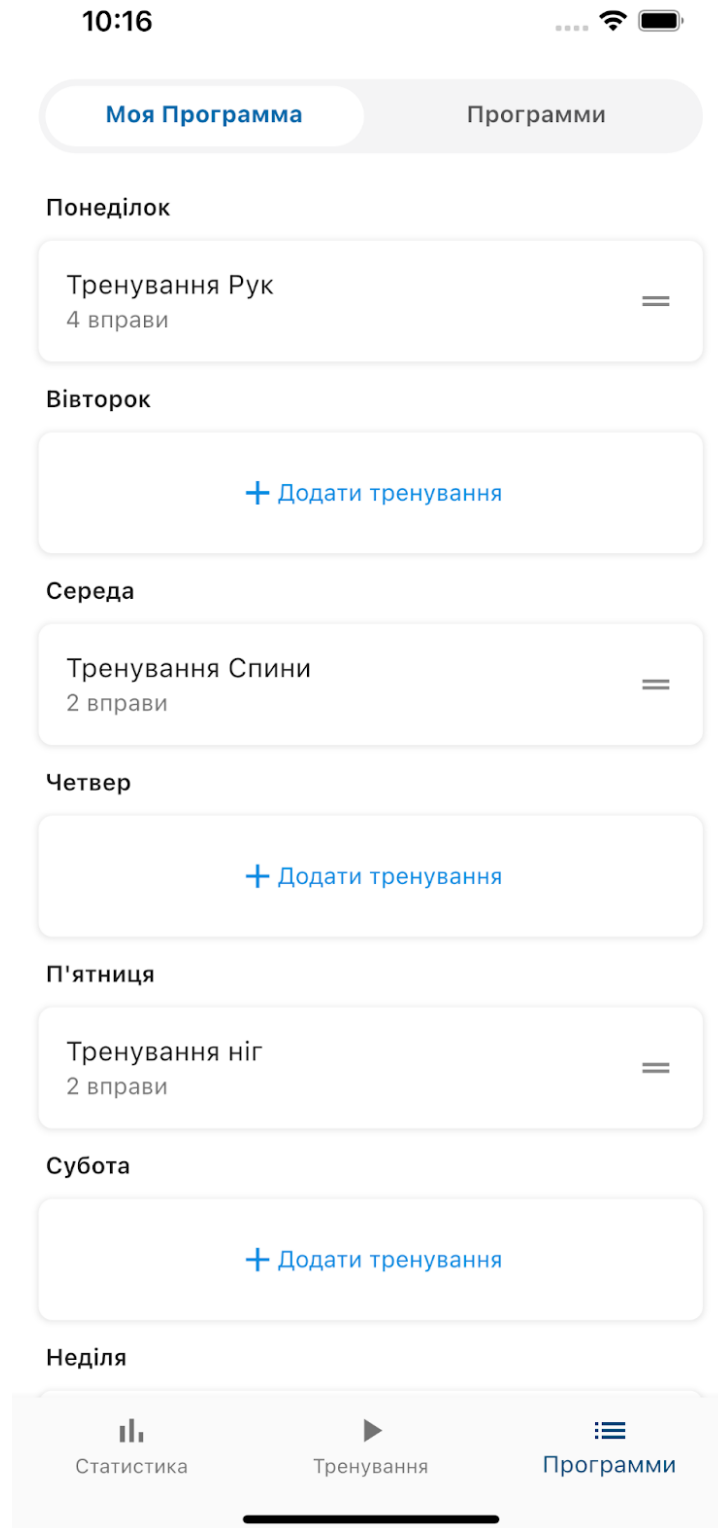 10:16
Моя Программа
Программи
Понеділок
Тренування Рук
4 вправи
Вівторок
+ Додати тренування
Середа
Тренування Спини
2 вправи
Четвер
+ Додати тренування
П'ятниця
Тренування ніг
2 вправи
Субота
+ Додати тренування
Неділя
Статистика
Тренування
Программи